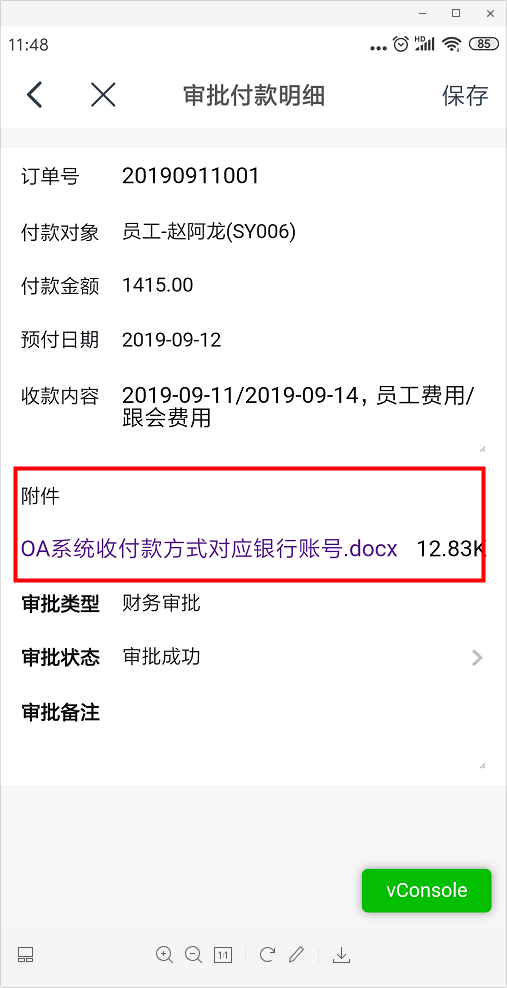 11:48
HD
85
审批付款明细
保存
订单号 20190911001
付款对象 员工-赵阿龙(SY006)
付款金额 1415.00
预付日期 2019-09-12
收款内容 2019-09-11/2019-09-14，员工费用/
跟会费用
附件
OA系统收付款方式对应银行账号.docx 12.83K
审批类型 财务审批
审批状态 审批成功
审批备注
vConsole
1:1